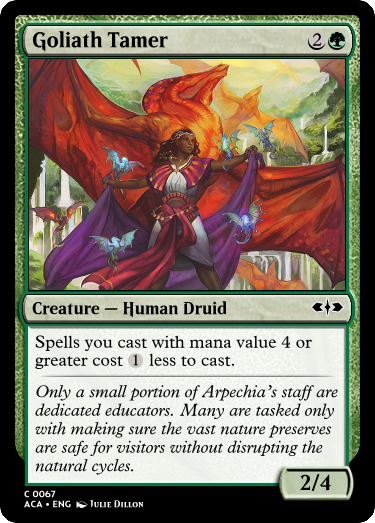 Goliath Tamer 2
Creature — Human Druid
Spells you cast with mana value 4 or
greater cost 1 less to cast.
Only a small portion of Arpechia's staff are
dedicated educators. Many are tasked only
with making sure the vast nature preserves
are safe for visitors without disrupting the
natural cycles.
2/4
C 0067
ACA • ENG JULIE DILLON